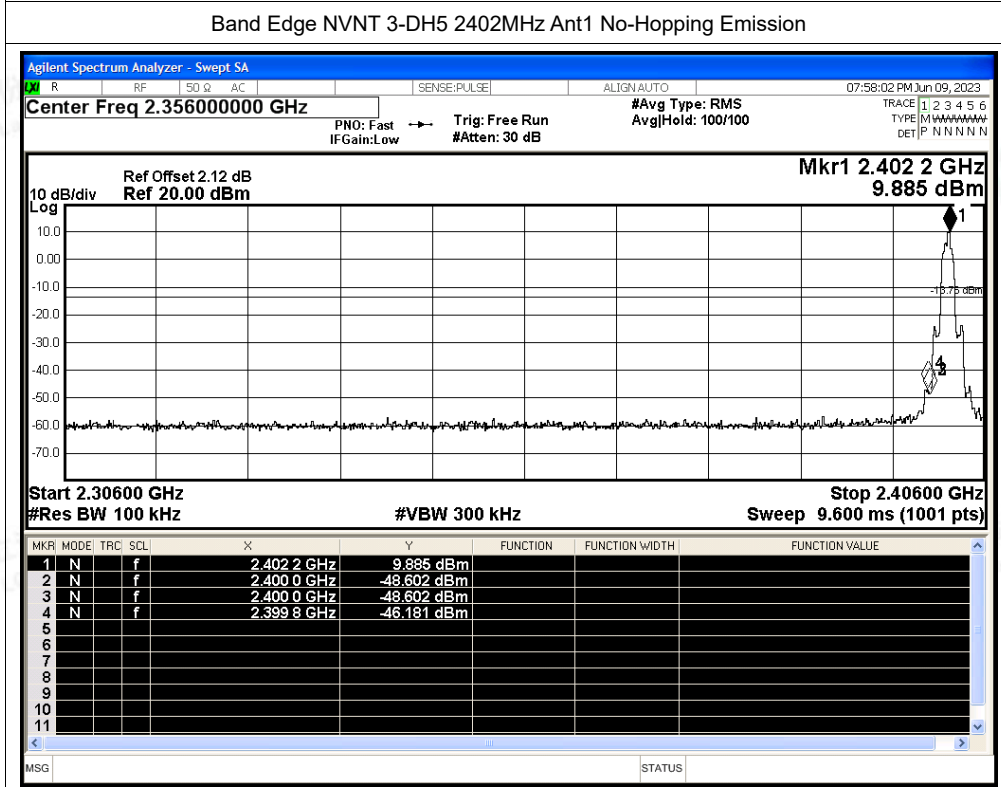 Band Edge NVNT 3-DH5 2402MHz Ant1 No-Hopping Emission
Agilent Spectrum Analyzer - Swept SA
LXI R RF 50 Ω AC SENSE:PULSE ALIGN AUTO 07:58:02 PM Jun 09, 2023
Center Freq 2.356000000 GHz #Avg Type: RMS TRACE 1 2 3 4 5 6
PNO: Fast Trig: Free Run Avg|Hold: 100/100 TYPE M WWWWW
IFGain:Low #Atten: 30 dB DET P N N N N N
Mkr1 2.402 2 GHz
Ref Offset 2.12 dB
10 dB/div Ref 20.00 dBm 9.885 dBm
Log
1
10.0
0.00
-10.0
-13.75 dBm
-20.0
-30.0
-40.0
4
-50.0
-60.0
-70.0
Start 2.30600 GHz Stop 2.40600 GHz
#Res BW 100 kHz #VBW 300 kHz Sweep 9.600 ms (1001 pts)
MKR MODE TRC SCL X Y FUNCTION FUNCTION WIDTH FUNCTION VALUE
1 N f 2.402 2 GHz 9.885 dBm
2 N f 2.400 0 GHz -48.602 dBm
3 N f 2.400 0 GHz -48.602 dBm
4 N f 2.399 8 GHz -46.181 dBm
5
6
7
8
9
10
11
MSG STATUS